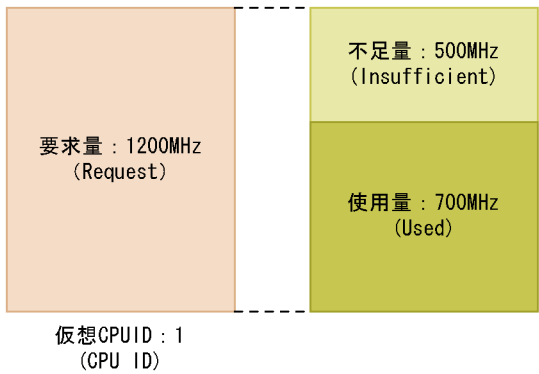 要求量：1200MHz
(Request)
不足量：500MHz
(Insufficient)
使用量：700MHz
(Used)
仮想CPUID：1
(CPU ID)